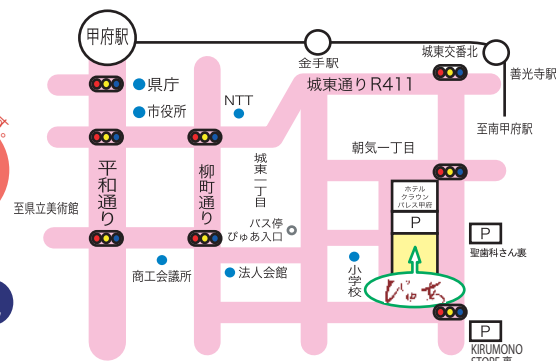 甲府駅
金手駅
城東交番北
善光寺駅
県庁
市役所
NTT
城東通りR411
至南甲府駅
朝気一丁目
城東一丁目
平和通り
柳町通り
至県立美術館
ホテル
クラウン
パレス甲府
P
バス停
ぴゅあ入口
P
聖歯科さん裏
商工会議所
法人会館
小学校
P
KIRUMONO